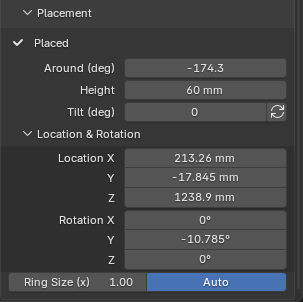 Placement
Placed
Around (deg) -174.3
Height 60 mm
Tilt (deg) 0
Location & Rotation
Location X 213.26 mm
Y -17.845 mm
Z 1238.9 mm
Rotation X 0°
Y -10.785°
Z 0°
Ring Size (x) 1.00 Auto